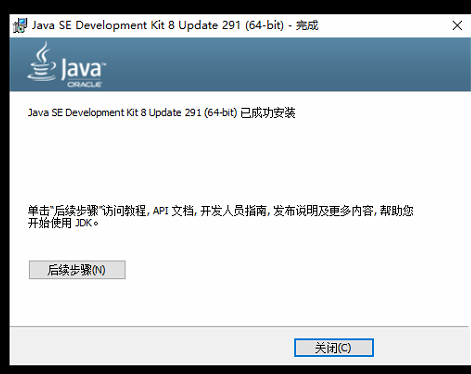 Java SE Development Kit 8 Update 291 (64-bit) - 完成
Java™
ORACLE
Java SE Development Kit 8 Update 291 (64-bit) 已成功安装
单击“后续步骤”访问教程, API 文档, 开发人员指南, 发布说明及更多内容, 帮助您
开始使用 JDK。
后续步骤(N)
关闭(C)